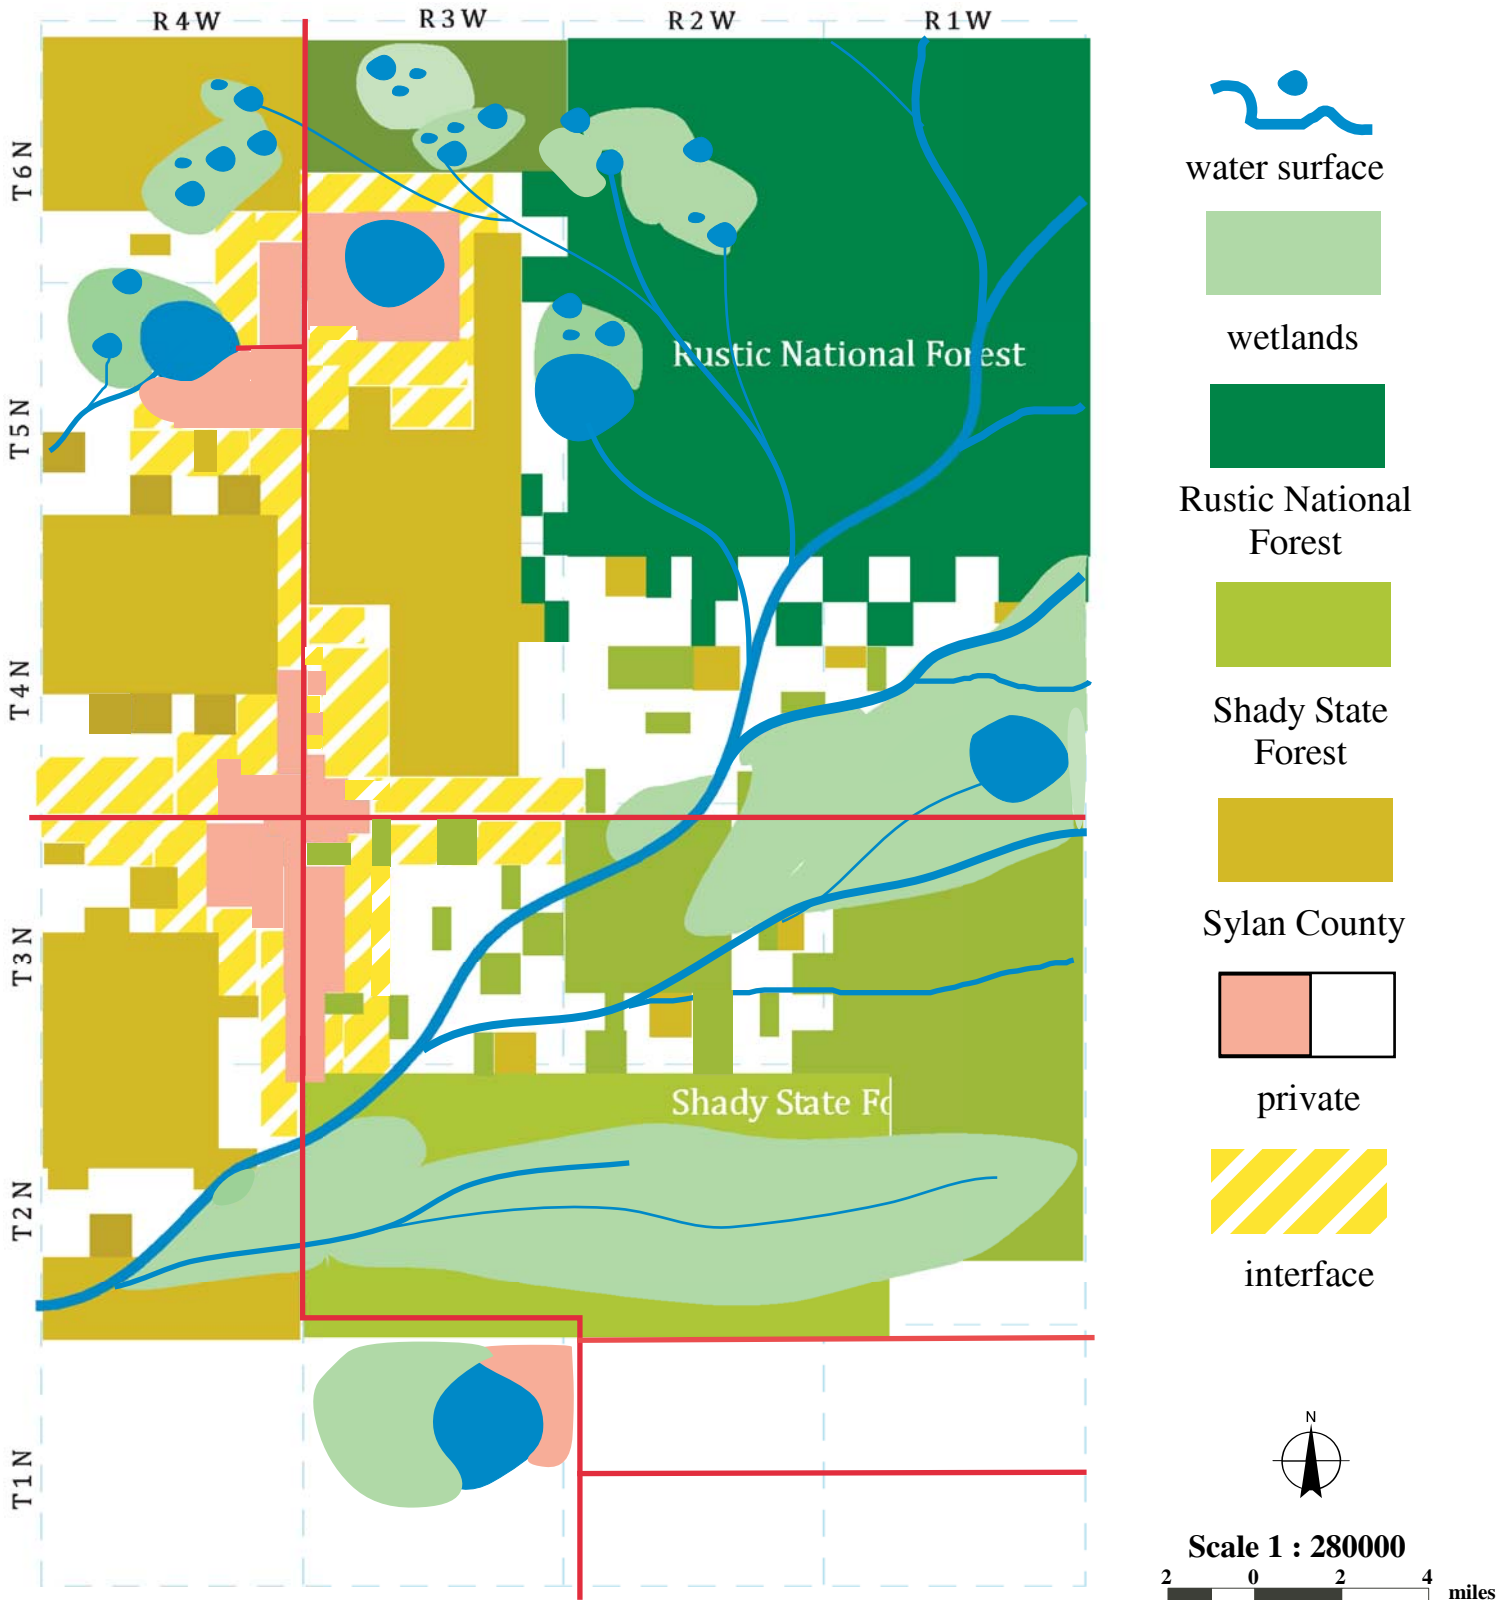 R 4 W
R 3 W
R 2 W
R 1 W
T 6 N
T 5 N
T 4 N
T 3 N
T 2 N
T 1 N
Rustic National Forest
Shady State Fo
water surface
wetlands
Rustic National
Forest
Shady State
Forest
Sylan County
private
interface
N
Scale 1 : 280000
2 0 2 4 miles